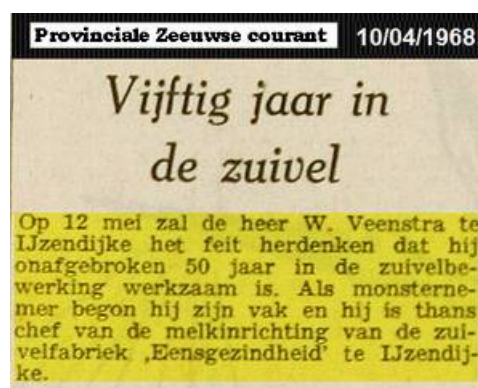 Provinciale Zeeuwse courant 10/04/1968
Vijftig jaar in
de zuivel
Op 12 mei zal de heer W. Veenstra te
IJzendijke het feit herdenken dat hij
onafgebroken 50 jaar in de zuivelbe-
werking werkzaam is. Als monsterne-
mer begon hij zijn vak en hij is thans
chef van de melkinrichting van de zui-
velfabriek ‚Eensgezindheid’ te IJzendij-
ke.